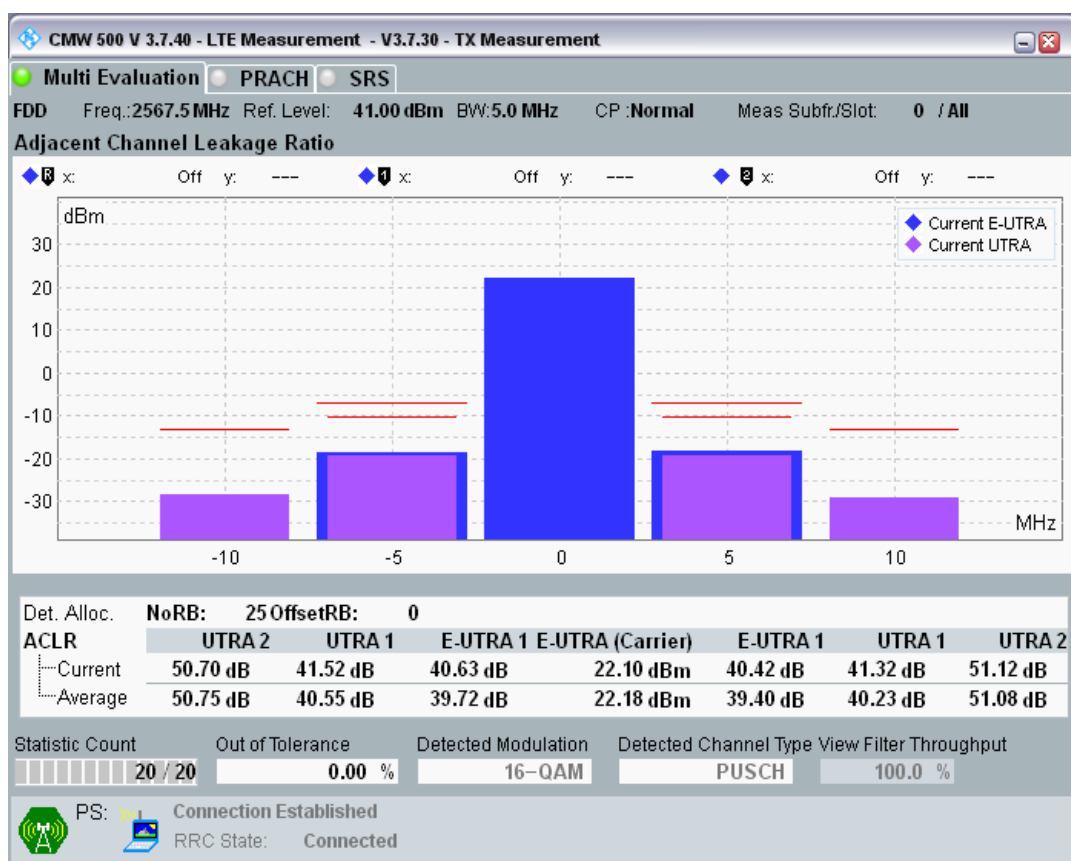 CMW 500 V 3.7.40 - LTE Measurement - V3.7.30 - TX Measurement
Multi Evaluation PRACH SRS
FDD Freq.:2567.5 MHz Ref. Level: 41.00 dBm BW:5.0 MHz CP :Normal Meas Subfr./Slot: 0 / All
Adjacent Channel Leakage Ratio
R x: Off y: --- 1 x: Off y: --- 2 x: Off y: ---
dBm
Current E-UTRA
Current UTRA
30
20
10
0
-10
-20
-30
MHz
-10 -5 0 5 10
Det. Alloc. NoRB: 25 OffsetRB: 0
ACLR UTRA 2 UTRA 1 E-UTRA 1 E-UTRA (Carrier) E-UTRA 1 UTRA 1 UTRA 2
Current 50.70 dB 41.52 dB 40.63 dB 22.10 dBm 40.42 dB 41.32 dB 51.12 dB
Average 50.75 dB 40.55 dB 39.72 dB 22.18 dBm 39.40 dB 40.23 dB 51.08 dB
Statistic Count Out of Tolerance Detected Modulation Detected Channel Type View Filter Throughput
20 / 20 0.00 % 16-QAM PUSCH 100.0 %
PS: Connection Established
RRC State: Connected